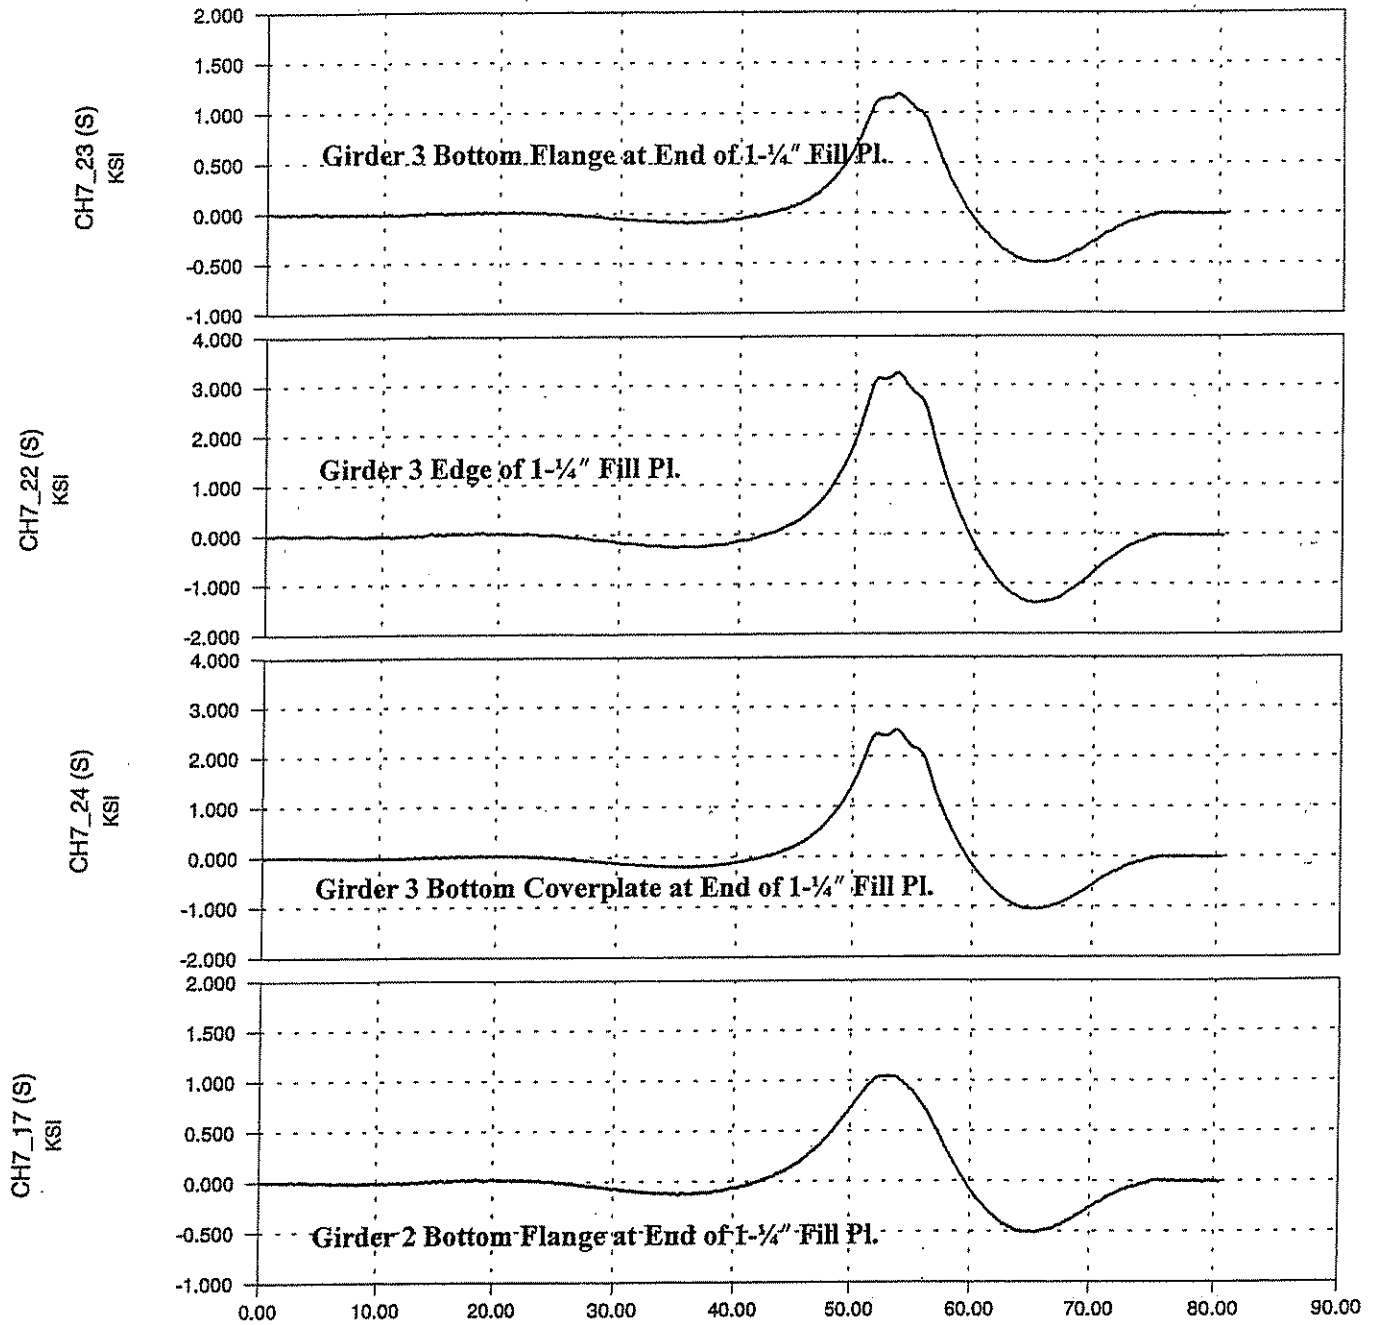 2.000
1.500
1.000
0.500
0.000
-0.500
-1.000
CH7_23 (S)
KSI
Girder 3 Bottom Flange at End of 1-¼" Fill Pl.
4.000
3.000
2.000
1.000
0.000
-1.000
-2.000
CH7_22 (S)
KSI
Girder 3 Edge of 1-¼" Fill Pl.
4.000
3.000
2.000
1.000
0.000
-1.000
-2.000
CH7_24 (S)
KSI
Girder 3 Bottom Coverplate at End of 1-¼" Fill Pl.
2.000
1.500
1.000
0.500
0.000
-0.500
-1.000
CH7_17 (S)
KSI
Girder 2 Bottom Flange at End of 1-¼" Fill Pl.
0.00 10.00 20.00 30.00 40.00 50.00 60.00 70.00 80.00 90.00